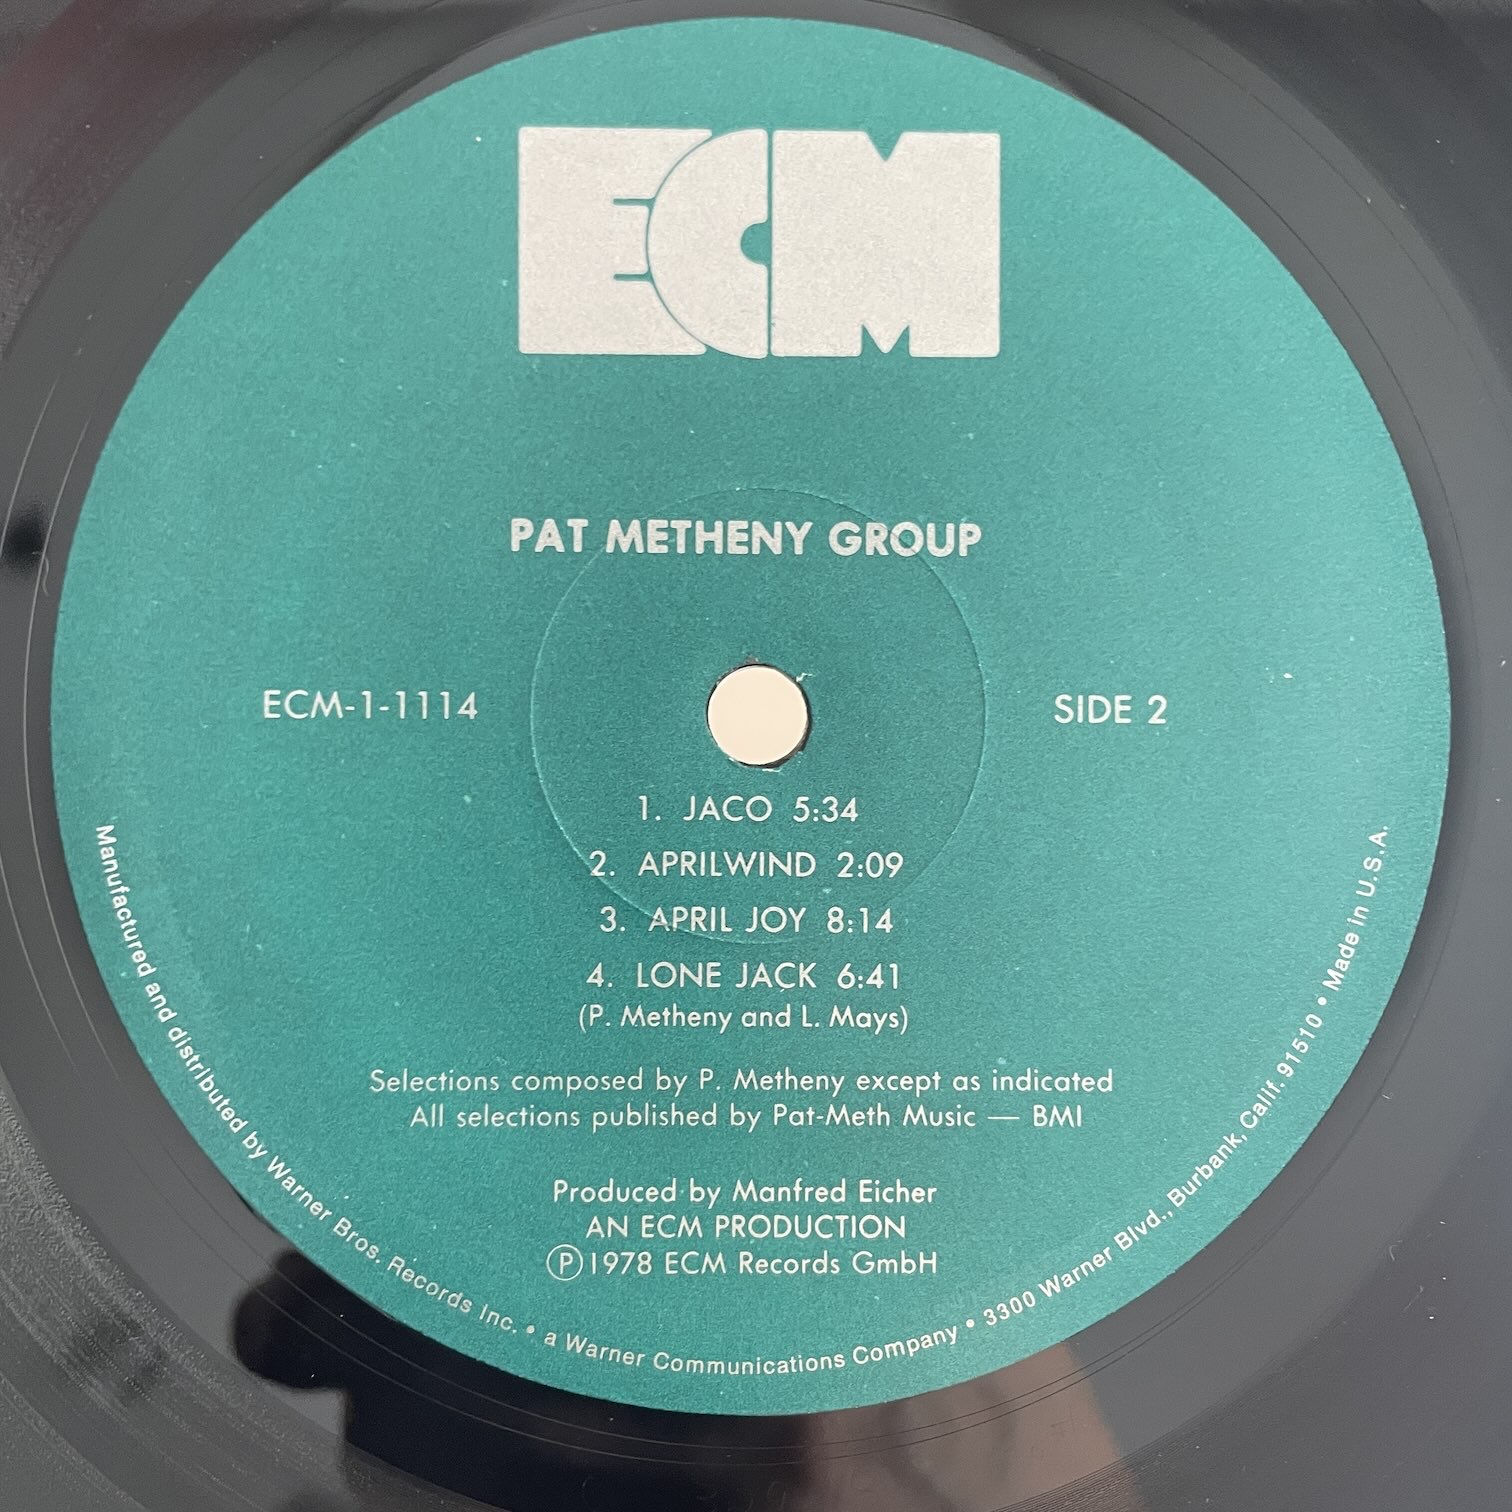 ECM
PAT METHENY GROUP
ECM-1-1114
SIDE 2
1. JACO 5:34
2. APRILWIND 2:09
3. APRIL JOY 8:14
4. LONE JACK 6:41
(P. Metheny and L. Mays)
Selections composed by P. Metheny except as indicated
All selections published by Pat-Meth Music — BMI
Produced by Manfred Eicher
AN ECM PRODUCTION
℗1978 ECM Records GmbH
Manufactured and distributed by Warner Bros. Records Inc. • a Warner Communications Company • 3300 Warner Blvd., Burbank, Calif. 91510 • Made in U.S.A.